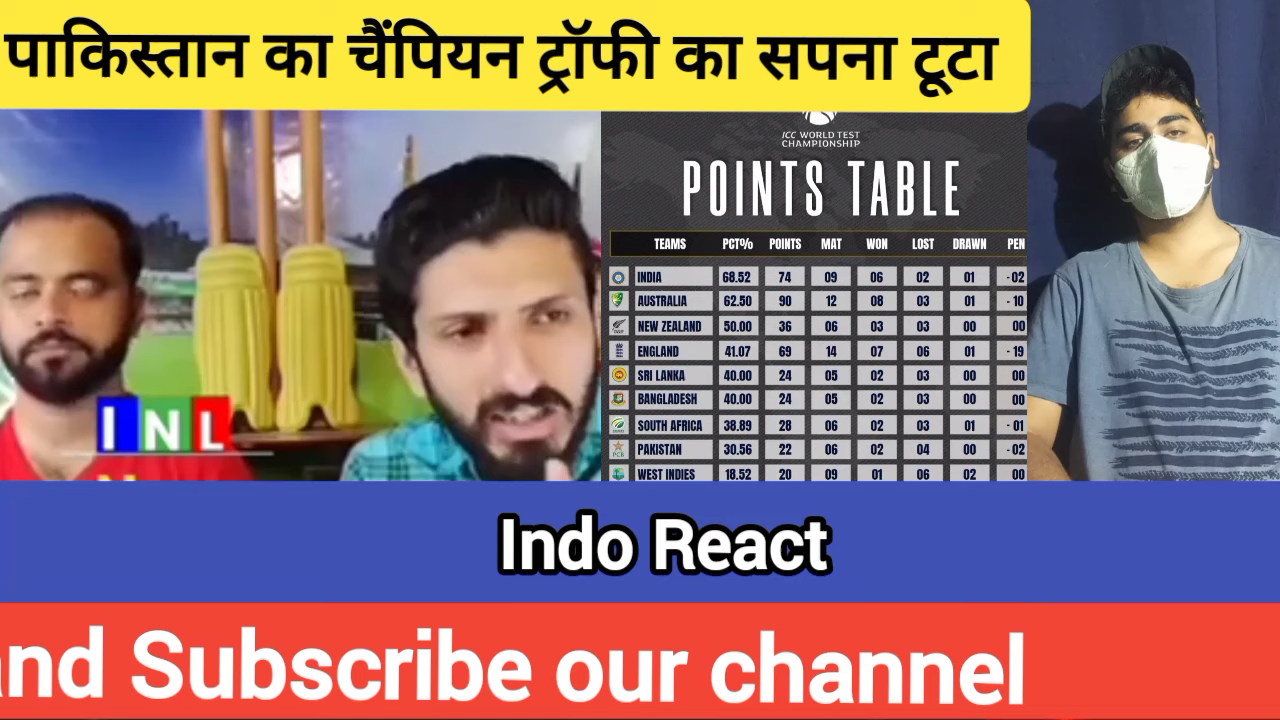 पाकिस्तान का चैंपियन ट्रॉफी का सपना टूटा
ICC WORLD TEST
CHAMPIONSHIP
POINTS TABLE
TEAMS PCT% POINTS MAT WON LOST DRAWN PEN
INDIA 68.52 74 09 06 02 01 - 02
AUSTRALIA 62.50 90 12 08 03 01 - 10
NEW ZEALAND 50.00 36 06 03 03 00 00
ENGLAND 41.07 69 14 07 06 01 - 19
SRI LANKA 40.00 24 05 02 03 00 00
BANGLADESH 40.00 24 05 02 03 00 00
SOUTH AFRICA 38.89 28 06 02 03 01 - 01
PAKISTAN 30.56 22 06 02 04 00 - 02
WEST INDIES 18.52 20 09 01 06 02 00
INL
Indo React
and Subscribe our channel